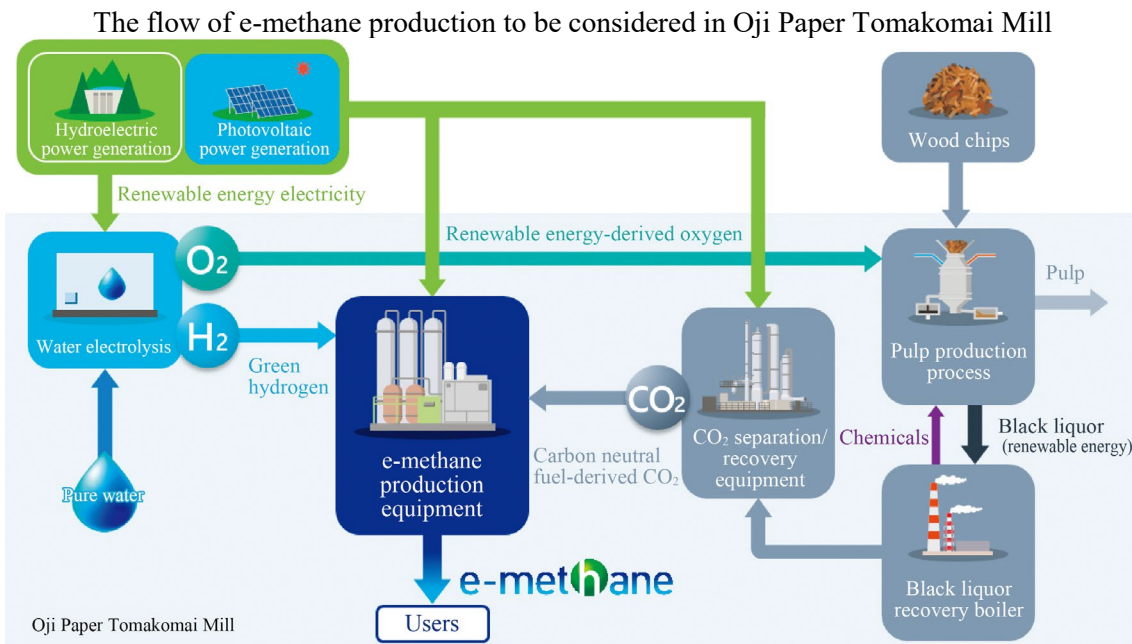 The flow of e-methane production to be considered in Oji Paper Tomakomai Mill
Hydroelectric
power generation
Photovoltaic
power generation
Wood chips
Renewable energy electricity
Renewable energy-derived oxygen
O₂
H₂
Water electrolysis
Green
hydrogen
Pure water
e-methane
production
equipment
CO₂
Carbon neutral
fuel-derived CO₂
CO₂ separation/
recovery
equipment
Pulp production
process
Pulp
Chemicals
Black liquor
(renewable energy)
Black liquor
recovery boiler
e-methane
Users
Oji Paper Tomakomai Mill